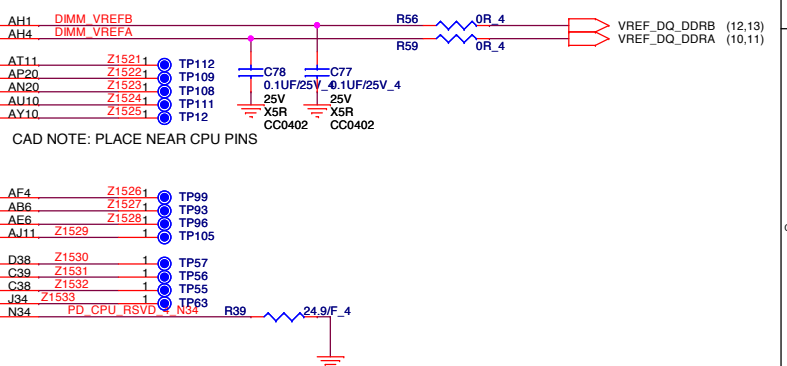 AH1 DIMM_VREFB R56 0R_4 VREF_DQ_DDRB (12,13)
AH4 DIMM_VREFA R59 0R_4 VREF_DQ_DDRA (10,11)
AT11 Z1521 1 TP112
AP20 Z1522 1 TP109
AN20 Z1523 1 TP108
AU10 Z1524 1 TP111
AY10 Z1525 1 TP12
C78 C77
0.1UF/25V_4 0.1UF/25V_4
25V 25V
X5R X5R
CC0402 CC0402
CAD NOTE: PLACE NEAR CPU PINS
AF4 Z1526 1 TP99
AB6 Z1527 1 TP93
AE6 Z1528 1 TP96
AJ11 Z1529 1 TP105
D38 Z1530 1 TP57
C39 Z1531 1 TP56
C38 Z1532 1 TP55
J34 Z1533 1 TP63
N34 R39 24.9/F_4